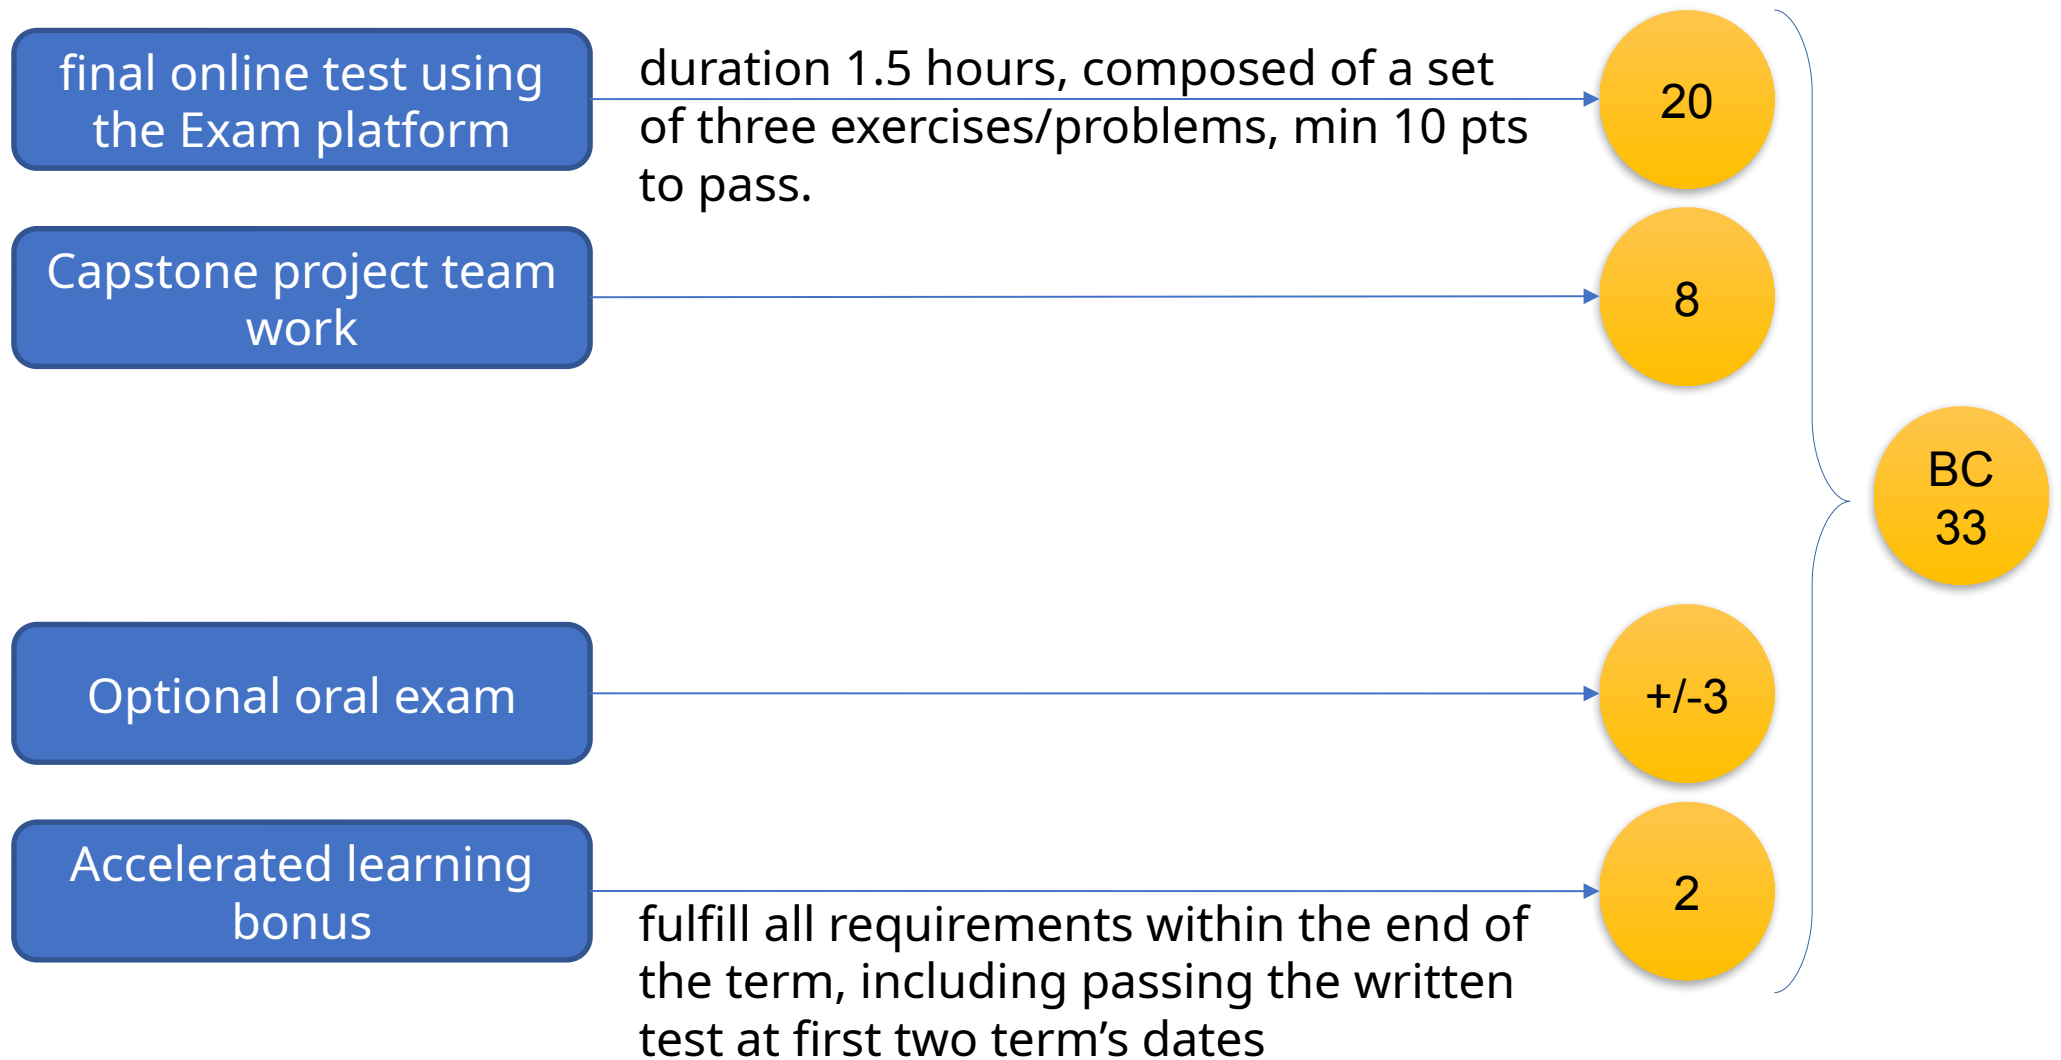 final online test using
the Exam platform
duration 1.5 hours, composed of a set
of three exercises/problems, min 10 pts
to pass.
20
Capstone project team
work
8
BC
33
Optional oral exam
+/-3
Accelerated learning
bonus
2
fulfill all requirements within the end of
the term, including passing the written
test at first two term’s dates